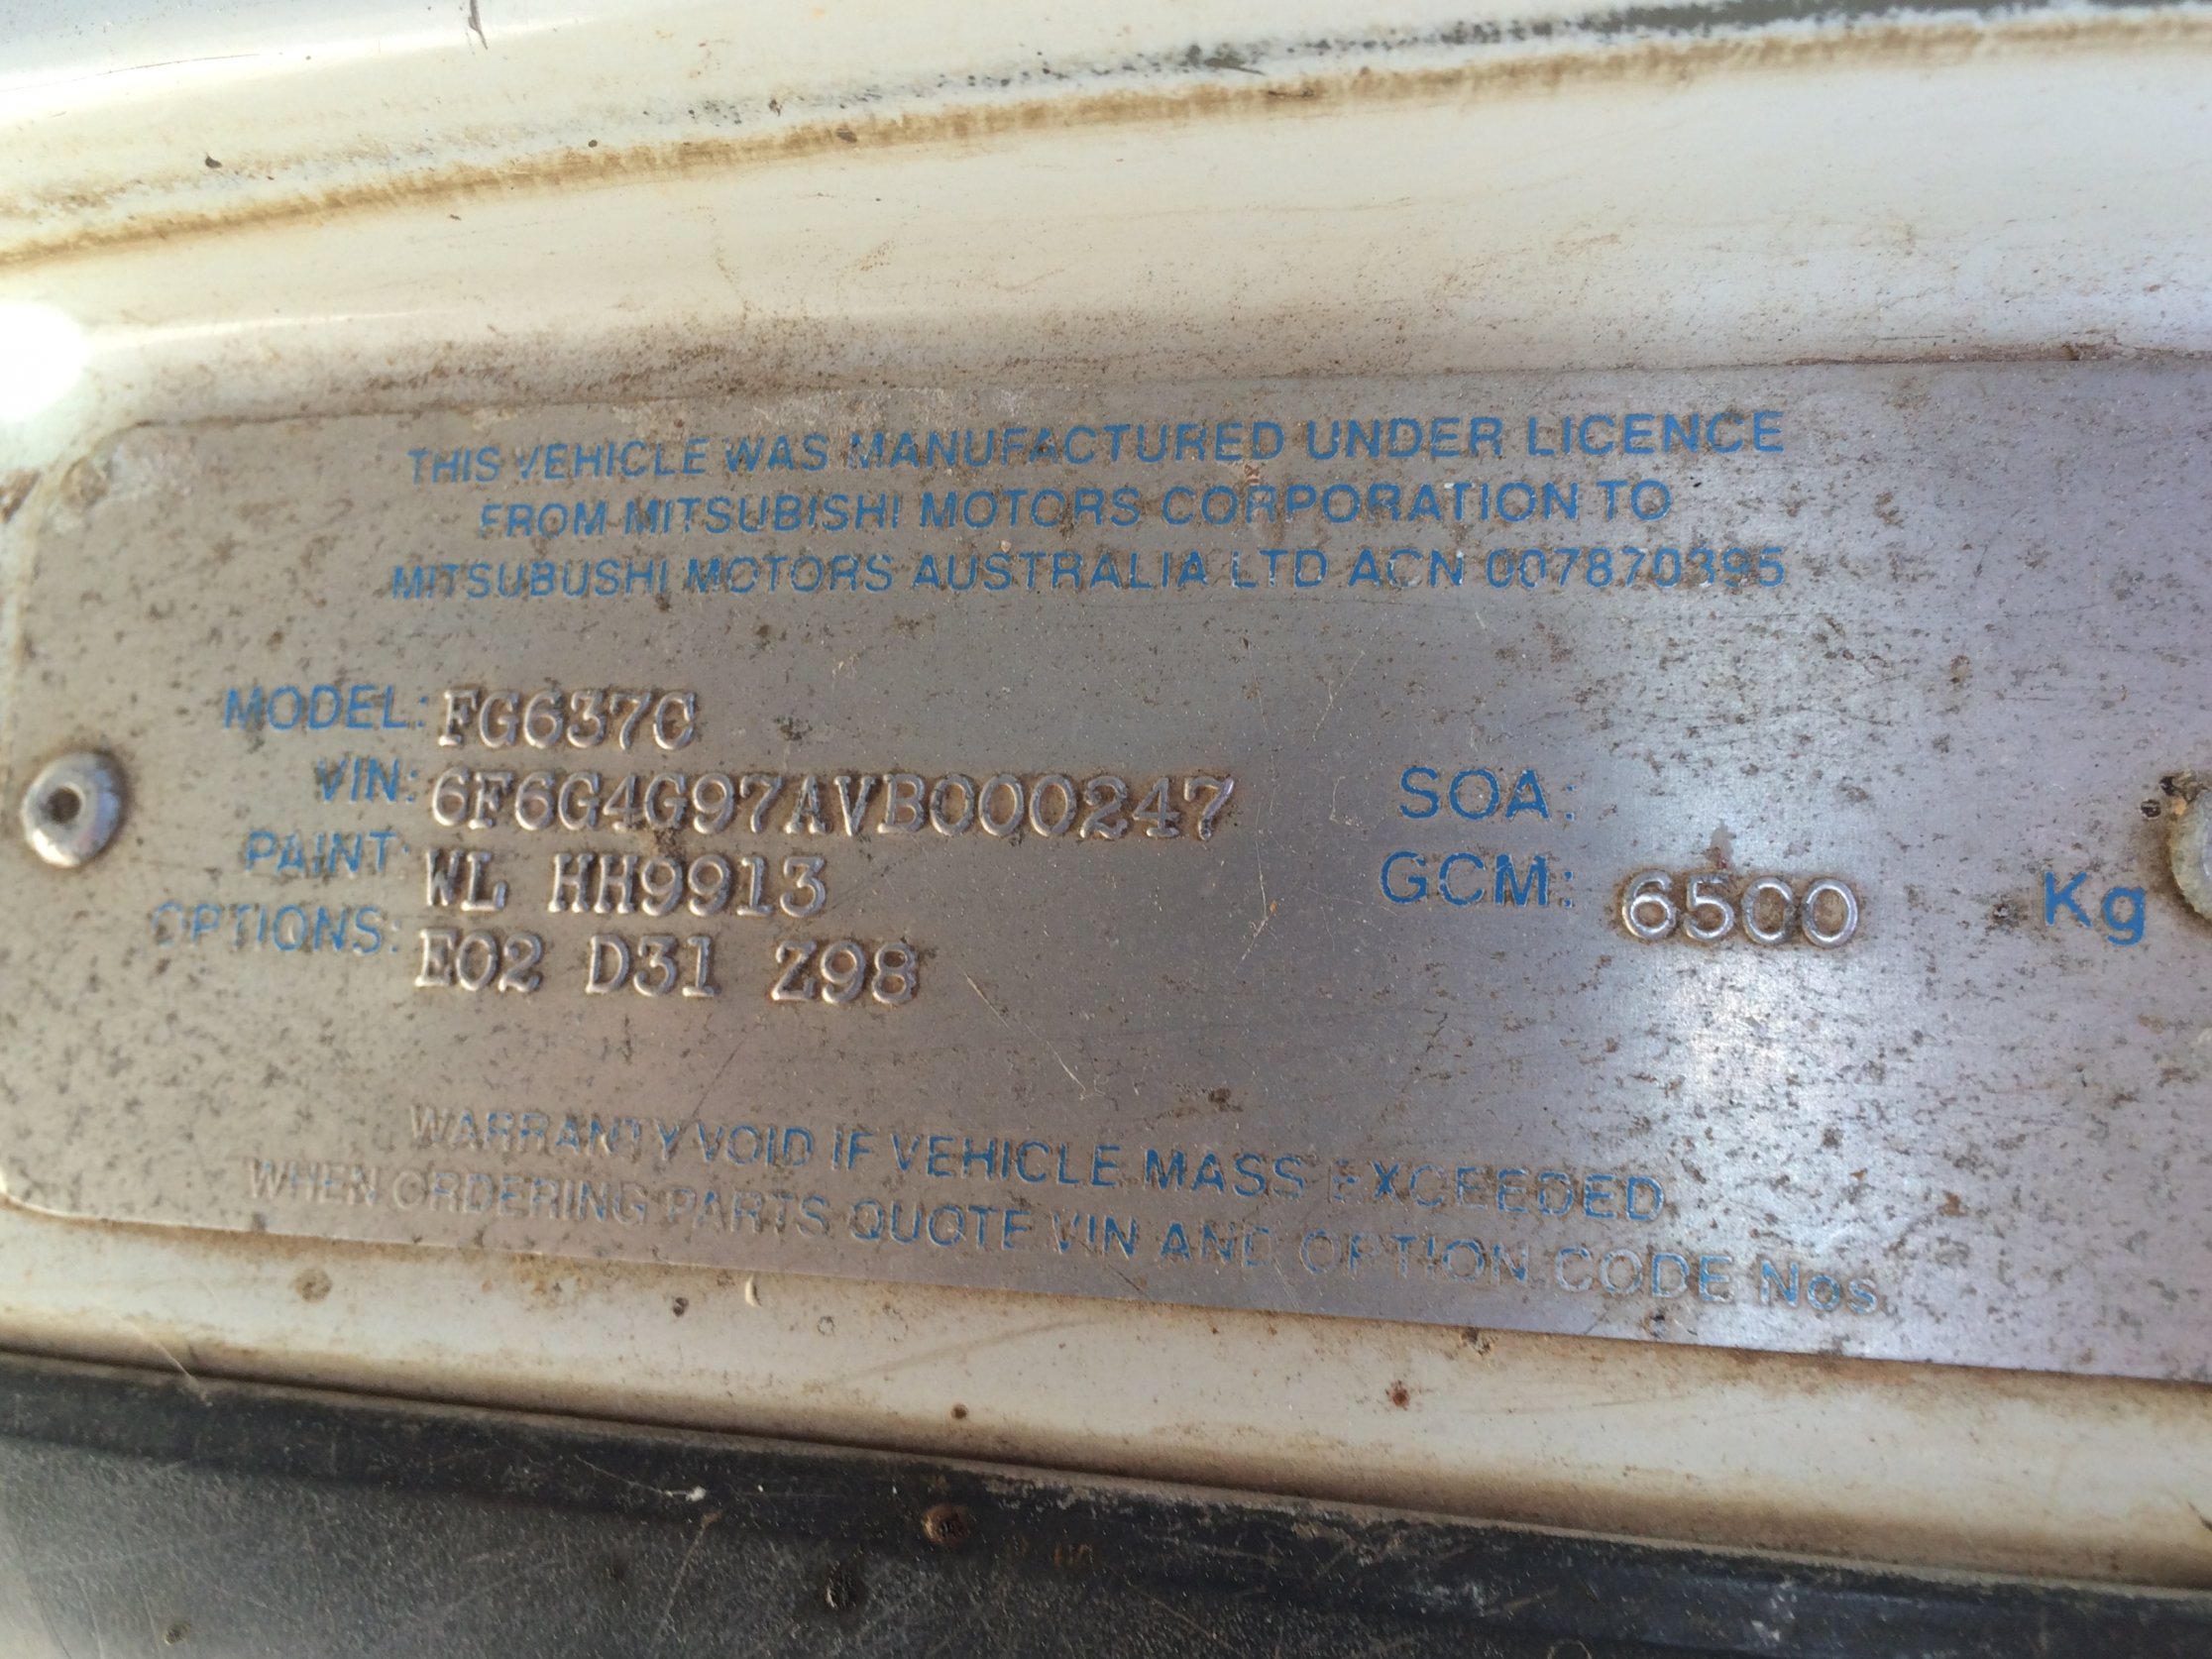 THIS VEHICLE WAS MANUFACTURED UNDER LICENCE
FROM MITSUBISHI MOTORS CORPORATION TO
MITSUBUSHI MOTORS AUSTRALIA LTD ACN 007870395
MODEL: FG637C
VIN: 6F6G4G97AVB000247
SOA:
PAINT: WL HH9913
GCM: 6500 Kg
OPTIONS: E02 D31 Z98
WARRANTY VOID IF VEHICLE MASS EXCEEDED
WHEN ORDERING PARTS QUOTE VIN AND OPTION CODE Nos.